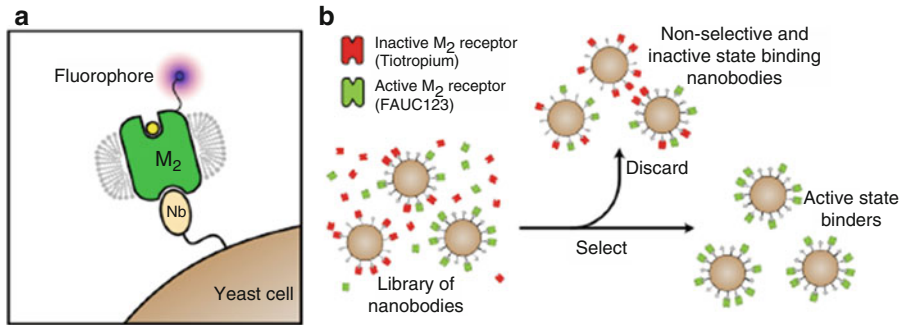 a
Fluorophore
M₂
Nb
Yeast cell
b
Inactive M₂ receptor
(Tiotropium)
Active M₂ receptor
(FAUC123)
Library of
nanobodies
Non-selective and
inactive state binding
nanobodies
Discard
Select
Active state
binders